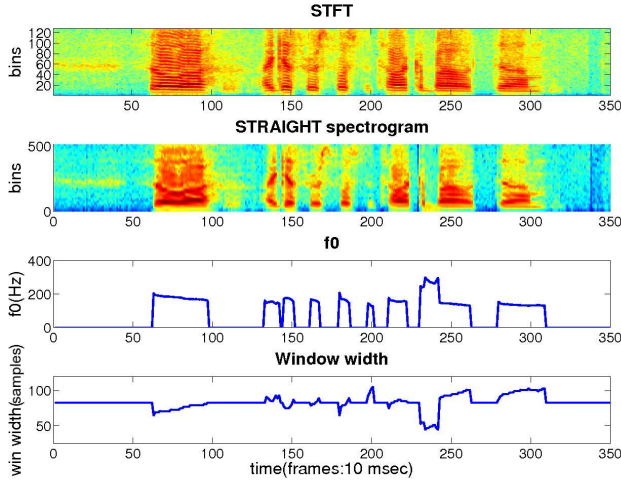 STFT
bins
120
100
80
60
40
20
50 100 150 200 250 300 350
STRAIGHT spectrogram
bins
500
0
0 50 100 150 200 250 300 350
f0
f0(Hz)
400
200
0
0 50 100 150 200 250 300 350
Window width
win width(samples)
100
50
0 50 100 150 200 250 300 350
time(frames:10 msec)